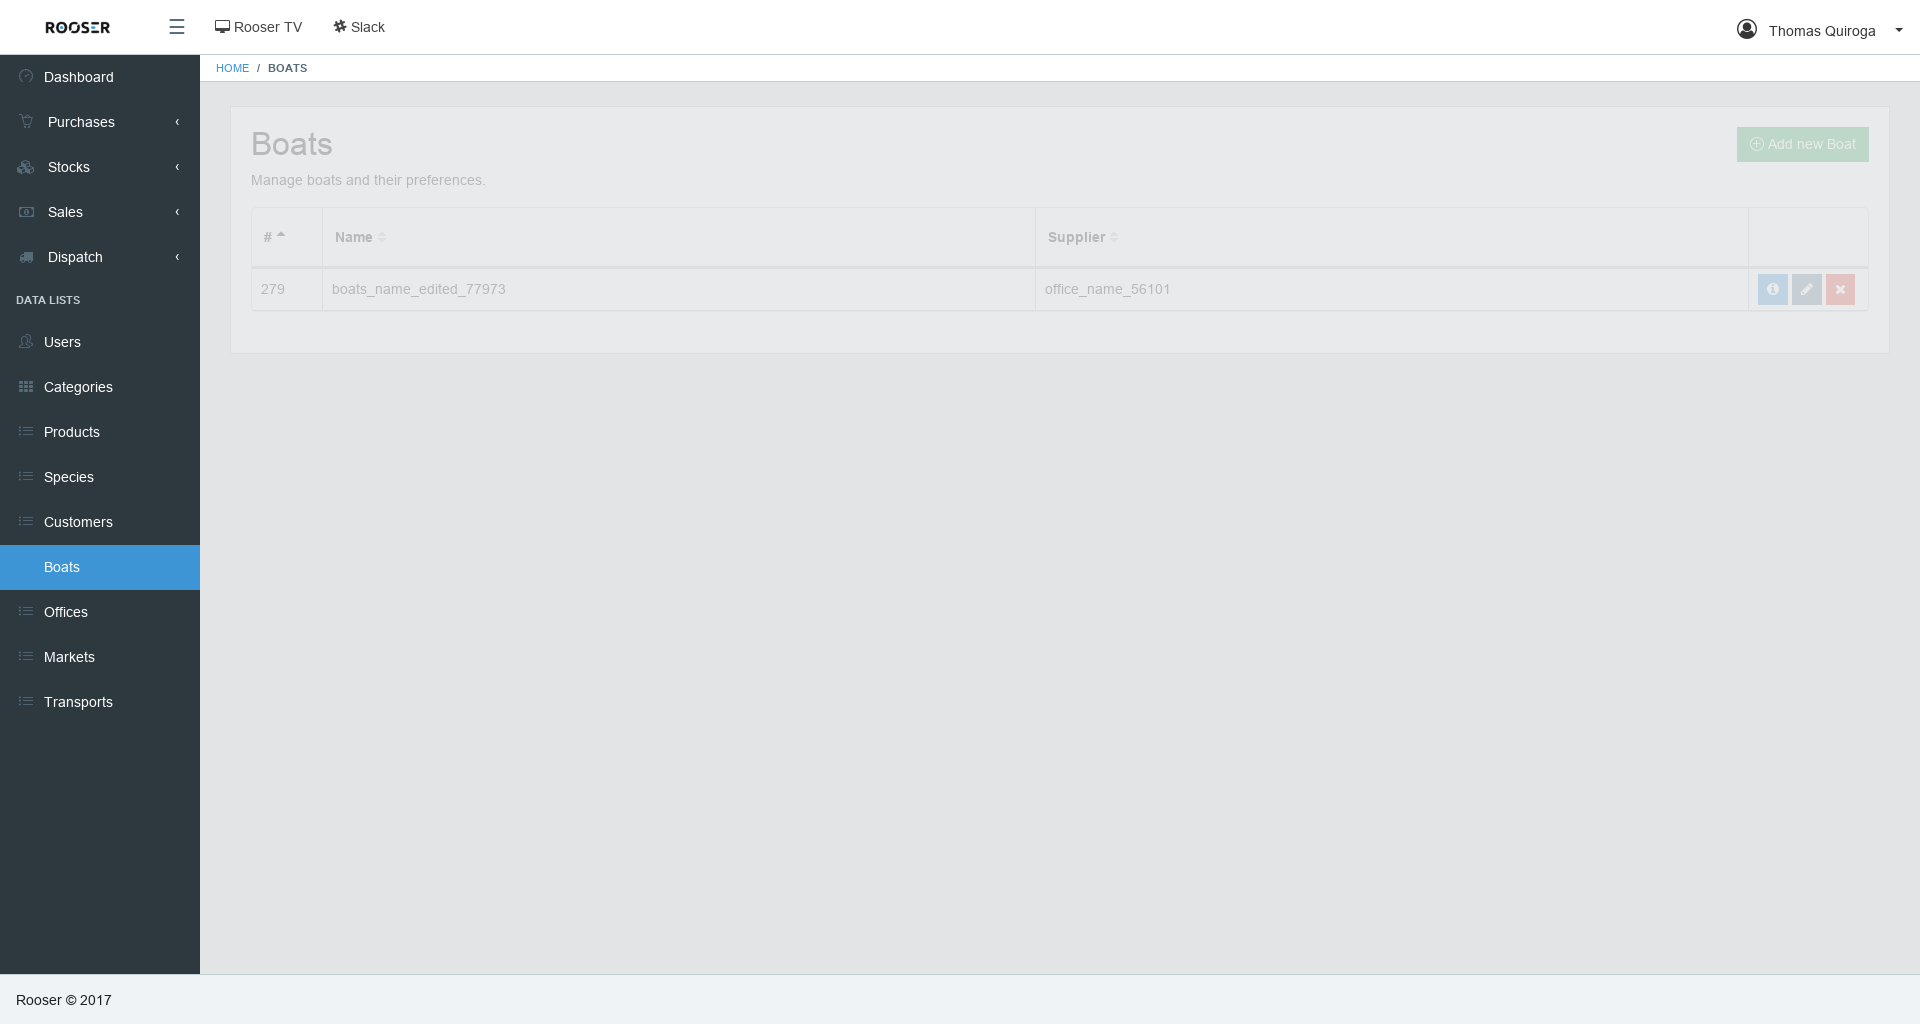 ROOSER
Rooser TV
Slack
Thomas Quiroga
HOME / BOATS
Dashboard
Purchases
Stocks
Sales
Dispatch
DATA LISTS
Users
Categories
Products
Species
Customers
Boats
Offices
Markets
Transports
Boats
Add new Boat
Manage boats and their preferences.
# Name Supplier
279 boats_name_edited_77973 office_name_56101
Rooser © 2017